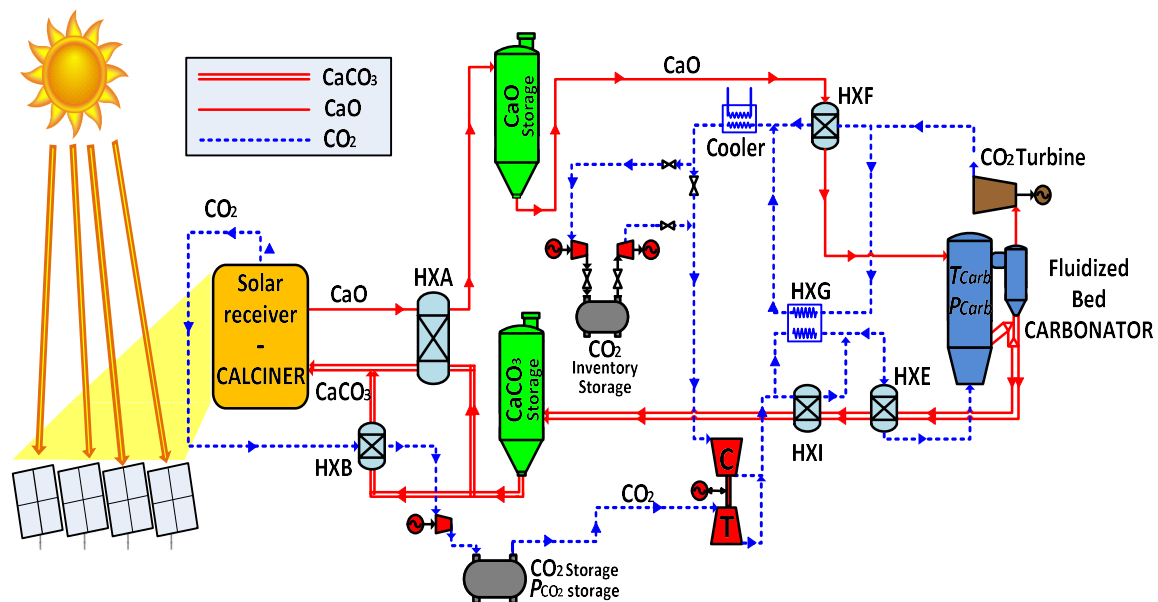 CaCO3
CaO
CO2
CaO
Storage
CaO
HXF
Cooler
CO2 Turbine
CO2
Solar
receiver
-
CALCINER
CaO
HXA
CaCO3
HXB
CaCO3
Storage
CO2
Inventory
Storage
HXG
HXI
HXE
TCarb
PCarb
Fluidized
Bed
CARBONATOR
C
T
CO2
CO2 Storage
PCO2 storage